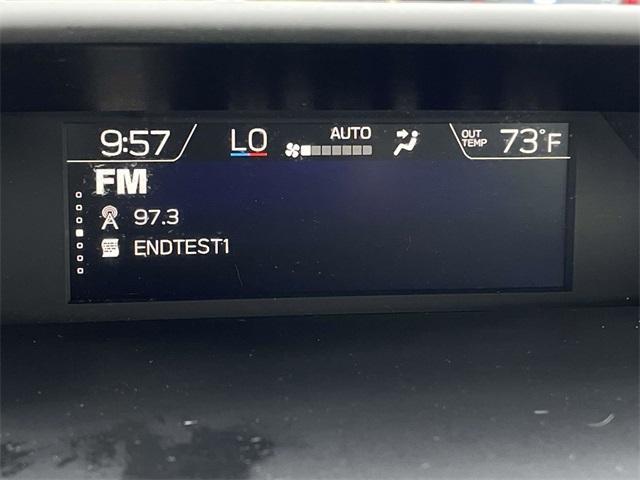 9:57 LO AUTO OUT TEMP 73°F
FM
97.3
ENDTEST1